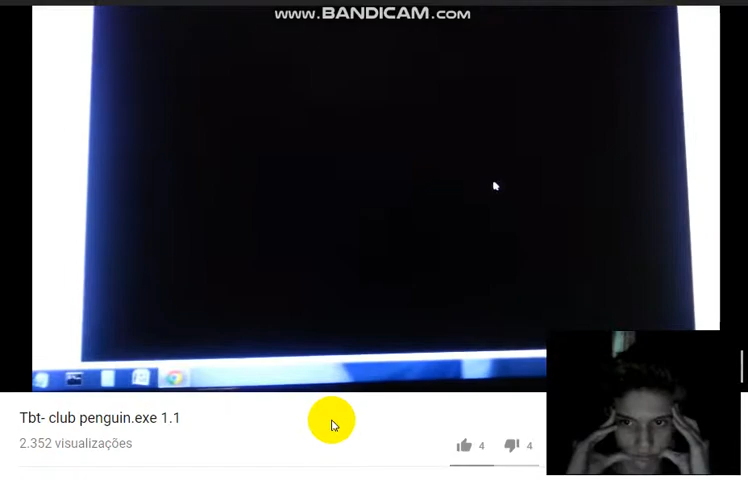 www.BANDICAM.com
Tbt- club penguin.exe 1.1
2.352 visualizações
4
4